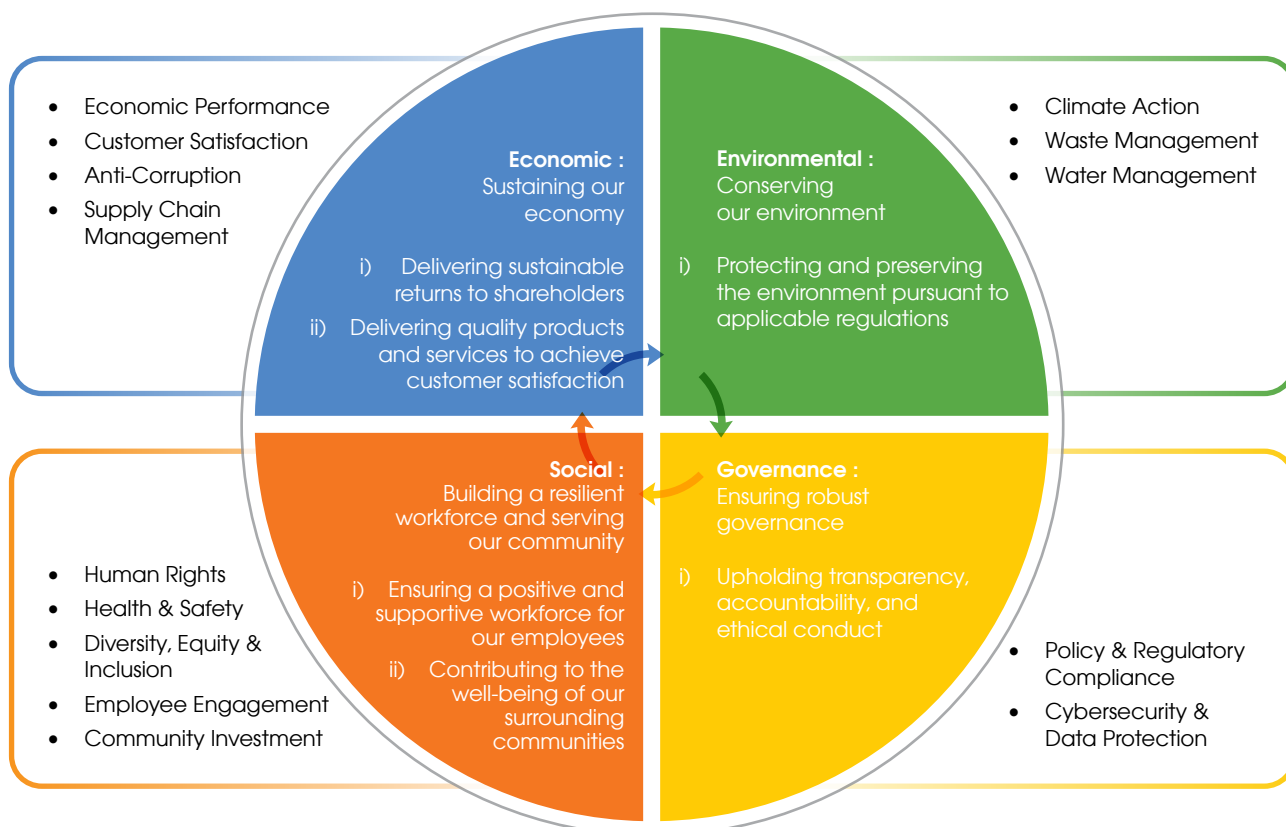 • Economic Performance
• Customer Satisfaction
• Anti-Corruption
• Supply Chain
Management
Economic :
Sustaining our
economy
i) Delivering sustainable
returns to shareholders
ii) Delivering quality products
and services to achieve
customer satisfaction
Environmental :
Conserving
our environment
i) Protecting and preserving
the environment pursuant to
applicable regulations
• Climate Action
• Waste Management
• Water Management
• Human Rights
• Health & Safety
• Diversity, Equity &
Inclusion
• Employee Engagement
• Community Investment
Social :
Building a resilient
workforce and serving
our community
i) Ensuring a positive and
supportive workforce for
our employees
ii) Contributing to the
well-being of our
surrounding
communities
Governance :
Ensuring robust
governance
i) Upholding transparency,
accountability, and
ethical conduct
• Policy & Regulatory
Compliance
• Cybersecurity &
Data Protection